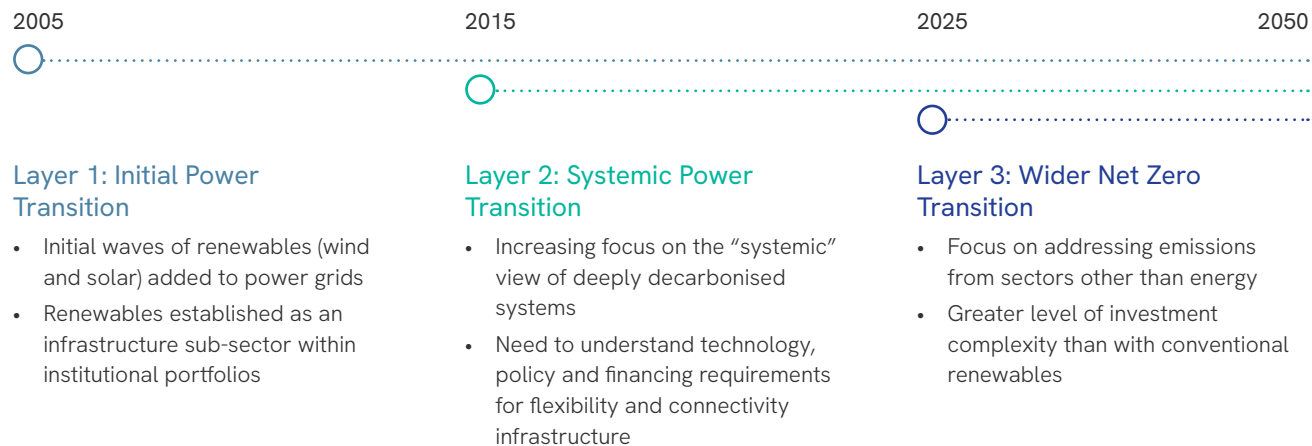 2005
2015
2025
2050
Layer 1: Initial Power
Transition
• Initial waves of renewables (wind
and solar) added to power grids
• Renewables established as an
infrastructure sub-sector within
institutional portfolios
Layer 2: Systemic Power
Transition
• Increasing focus on the “systemic”
view of deeply decarbonised
systems
• Need to understand technology,
policy and financing requirements
for flexibility and connectivity
infrastructure
Layer 3: Wider Net Zero
Transition
• Focus on addressing emissions
from sectors other than energy
• Greater level of investment
complexity than with conventional
renewables